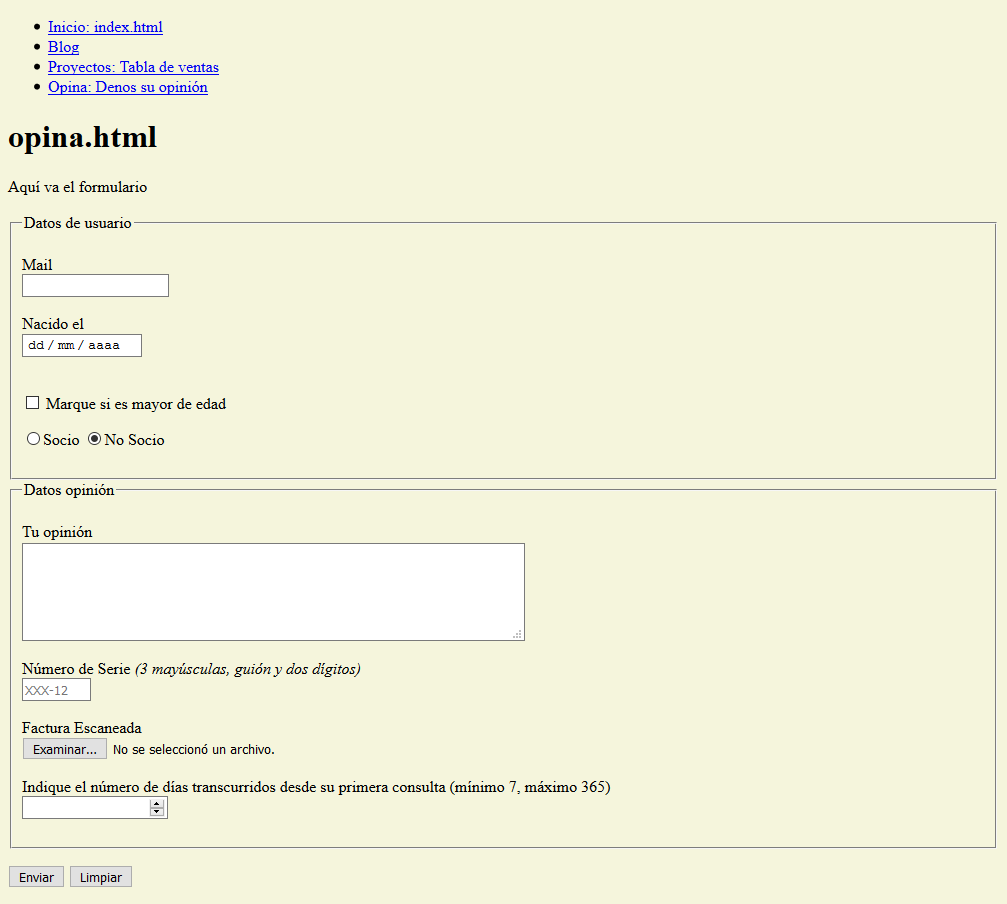 Inicio: index.html
Blog
Proyectos: Tabla de ventas
Opina: Denos su opinión
opina.html
Aquí va el formulario
Datos de usuario
Mail
Nacido el
dd / mm / aaaa
Marque si es mayor de edad
Socio No Socio
Datos opinión
Tu opinión
Número de Serie (3 mayúsculas, guión y dos dígitos)
XXX-12
Factura Escaneada
Examinar... No se seleccionó un archivo.
Indique el número de días transcurridos desde su primera consulta (mínimo 7, máximo 365)
Enviar Limpiar